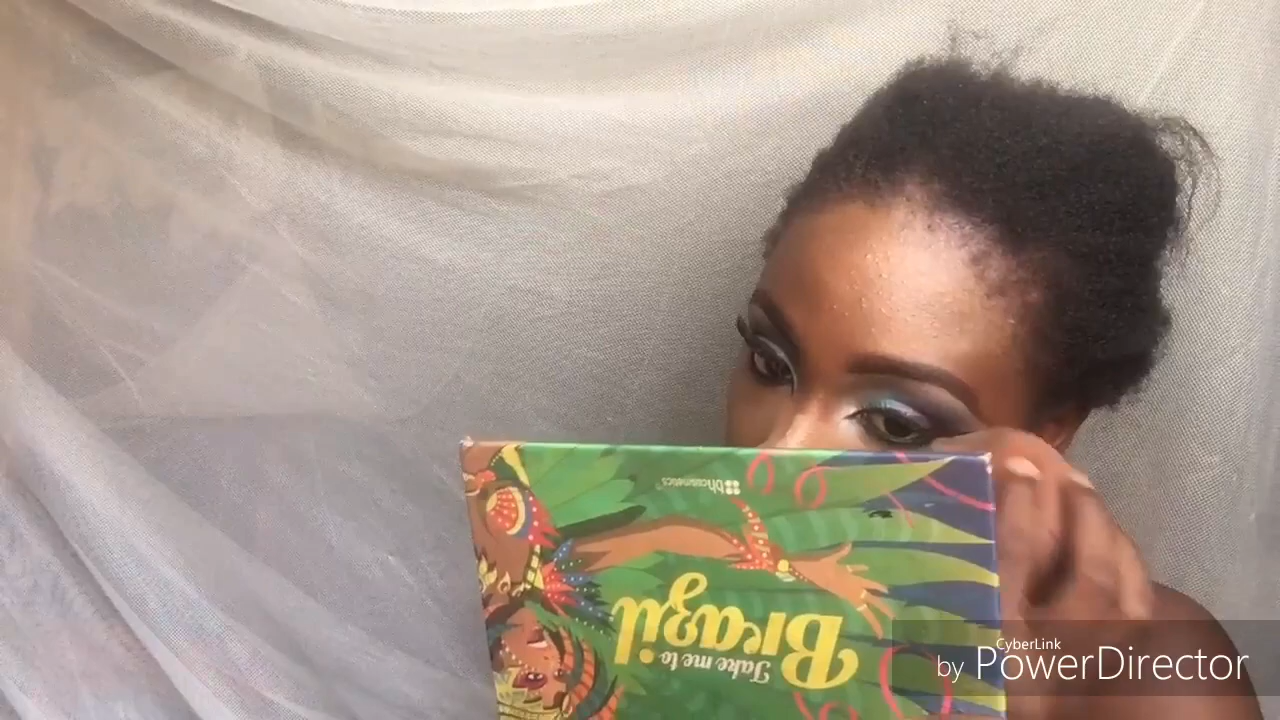 bhcosmetics®
Take me to
Brazil
CyberLink
by PowerDirector